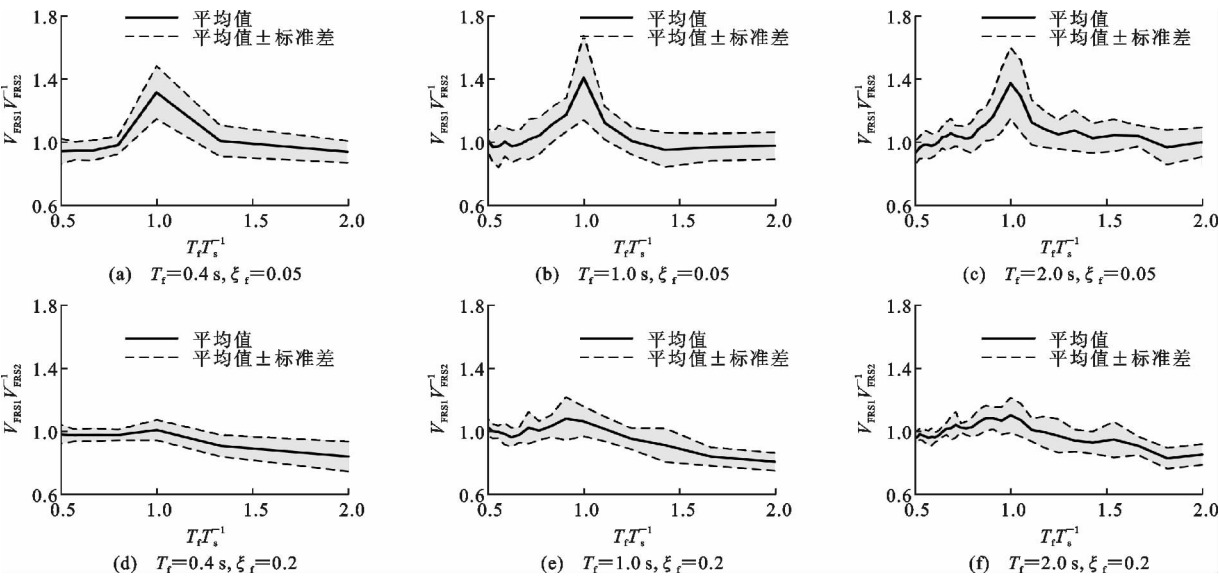 1.8
1.4
1.0
0.6
V_FRS1 V_FRS2^-1
平均值
平均值±标准差
0.5 1.0 1.5 2.0
T_f T_s^-1
(a) T_f=0.4 s, ξ_f=0.05
1.8
1.4
1.0
0.6
V_FRS1 V_FRS2^-1
平均值
平均值±标准差
0.5 1.0 1.5 2.0
T_f T_s^-1
(b) T_f=1.0 s, ξ_f=0.05
1.8
1.4
1.0
0.6
V_FRS1 V_FRS2^-1
平均值
平均值±标准差
0.5 1.0 1.5 2.0
T_f T_s^-1
(c) T_f=2.0 s, ξ_f=0.05
1.8
1.4
1.0
0.6
V_FRS1 V_FRS2^-1
平均值
平均值±标准差
0.5 1.0 1.5 2.0
T_f T_s^-1
(d) T_f=0.4 s, ξ_f=0.2
1.8
1.4
1.0
0.6
V_FRS1 V_FRS2^-1
平均值
平均值±标准差
0.5 1.0 1.5 2.0
T_f T_s^-1
(e) T_f=1.0 s, ξ_f=0.2
1.8
1.4
1.0
0.6
V_FRS1 V_FRS2^-1
平均值
平均值±标准差
0.5 1.0 1.5 2.0
T_f T_s^-1
(f) T_f=2.0 s, ξ_f=0.2